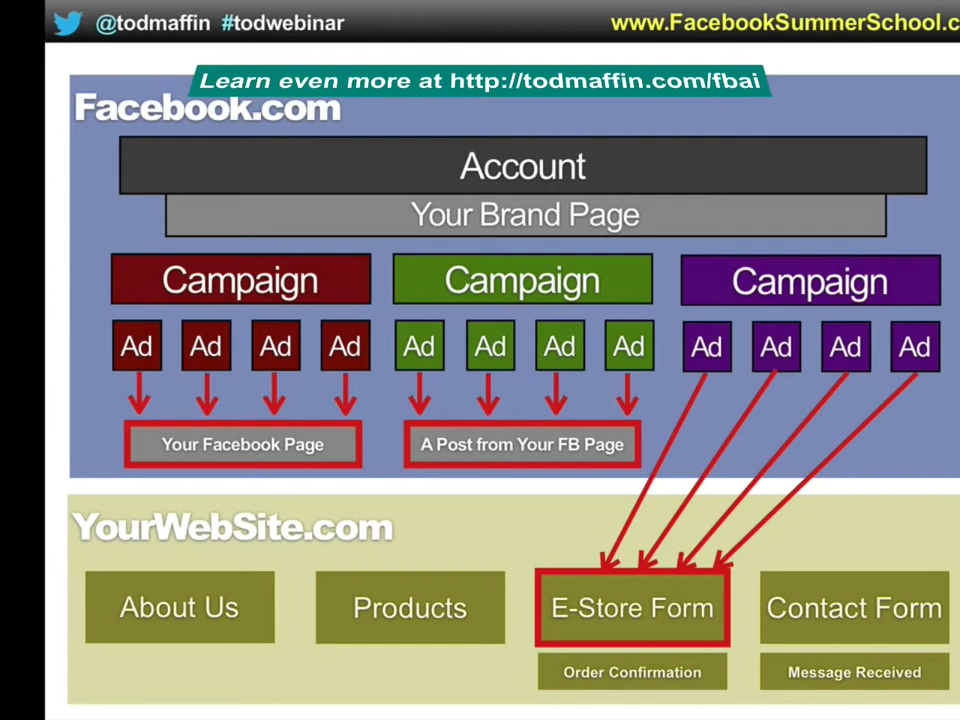 @todmaffin #todwebinar
www.FacebookSummerSchool.c
Learn even more at http://todmaffin.com/fbai
Facebook.com
Account
Your Brand Page
Campaign Campaign Campaign
Ad Ad Ad Ad Ad Ad Ad Ad Ad Ad Ad Ad
Your Facebook Page
A Post from Your FB Page
YourWebSite.com
About Us
Products
E-Store Form
Contact Form
Order Confirmation
Message Received